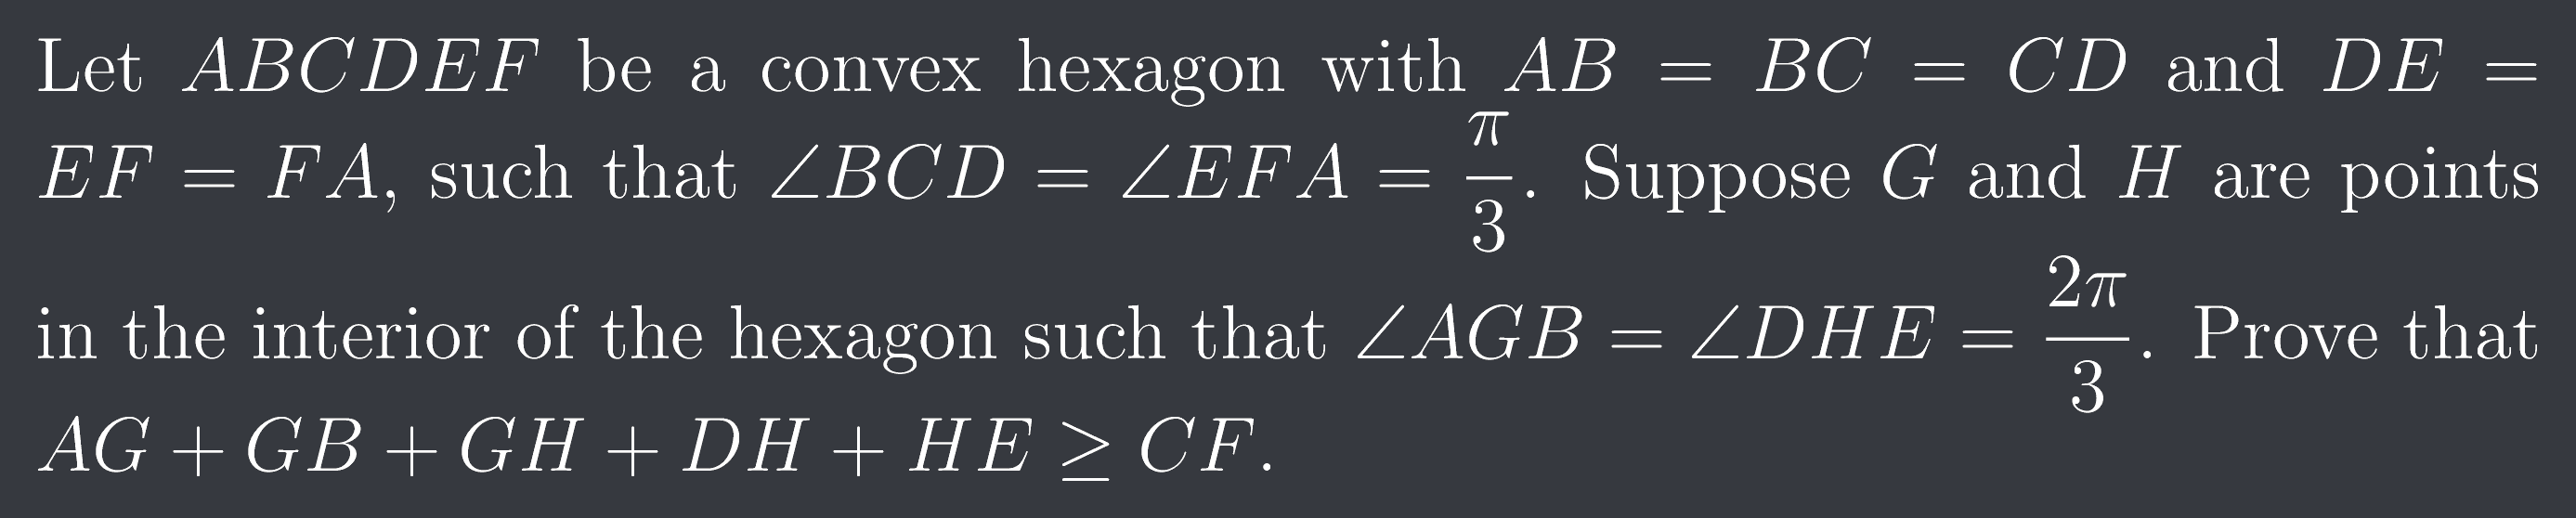 Let ABCDEF be a convex hexagon with AB = BC = CD and DE =
EF = FA, such that ∠BCD = ∠EFA = π/3. Suppose G and H are points
in the interior of the hexagon such that ∠AGB = ∠DHE = 2π/3. Prove that
AG + GB + GH + DH + HE ≥ CF.